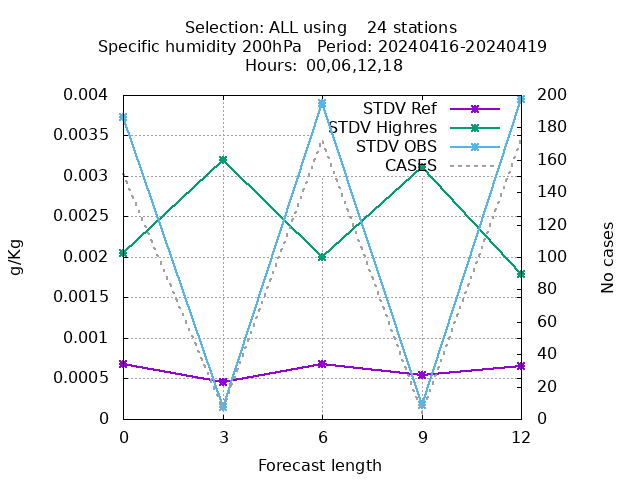 Selection: ALL using    24 stations
Specific humidity 200hPa   Period: 20240416-20240419
Hours:  00,06,12,18
STDV Ref
STDV Highres
STDV OBS
CASES
0.004
0.0035
0.003
0.0025
0.002
0.0015
0.001
0.0005
0
200
180
160
140
120
100
80
60
40
20
0
g/Kg
No cases
0
3
6
9
12
Forecast length